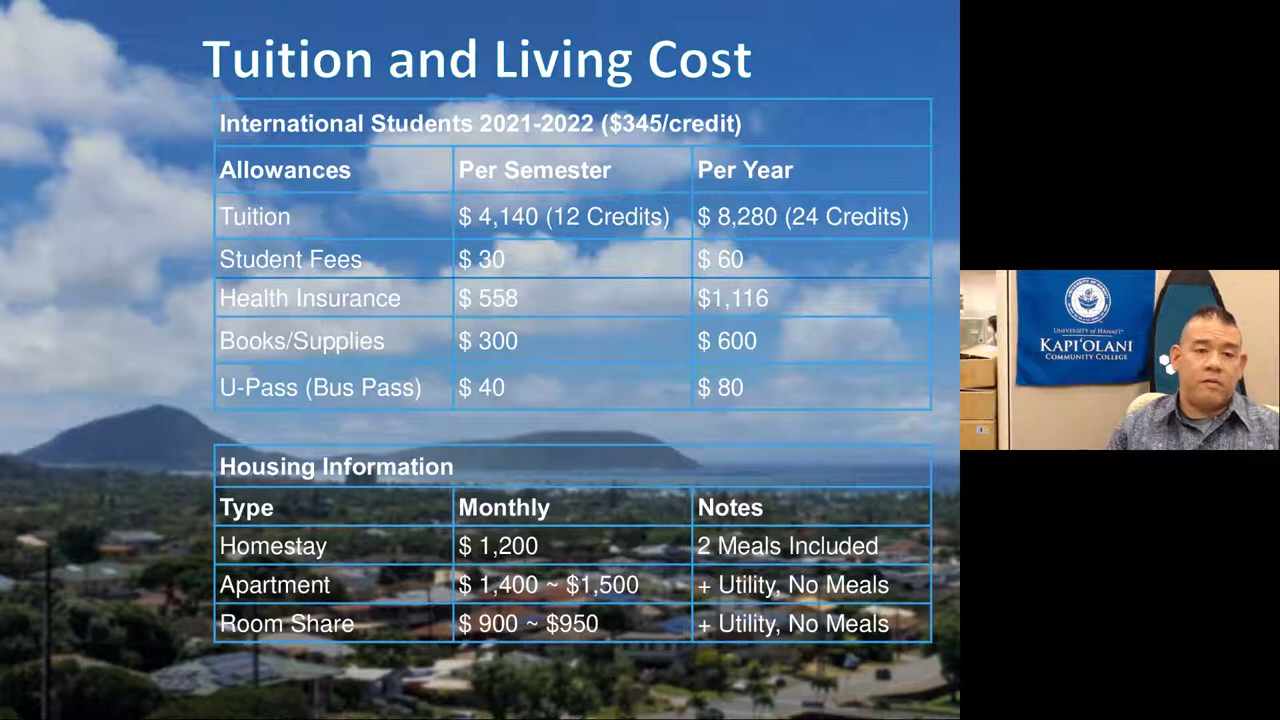 Tuition and Living Cost
International Students 2021-2022 ($345/credit)
Allowances Per Semester Per Year
Tuition $ 4,140 (12 Credits) $ 8,280 (24 Credits)
Student Fees $ 30 $ 60
Health Insurance $ 558 $1,116
Books/Supplies $ 300 $ 600
U-Pass (Bus Pass) $ 40 $ 80
Housing Information
Type Monthly Notes
Homestay $ 1,200 2 Meals Included
Apartment $ 1,400 ~ $1,500 + Utility, No Meals
Room Share $ 900 ~ $950 + Utility, No Meals
UNIVERSITY of HAWAIʻI®
KAPIʻOLANI
COMMUNITY COLLEGE